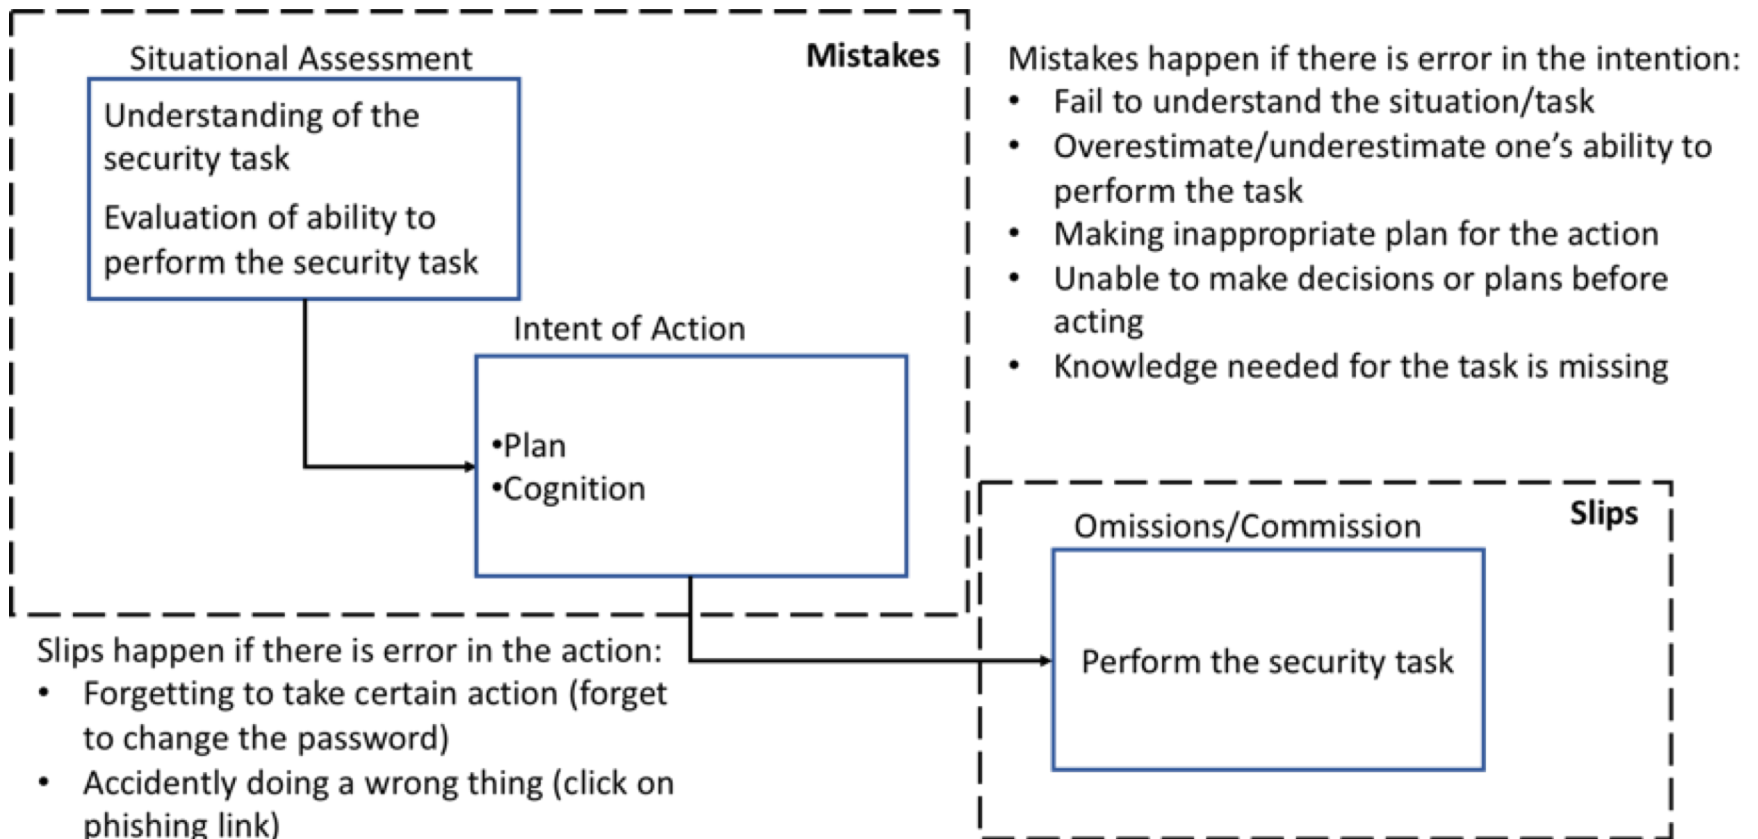 Situational Assessment
Mistakes
Understanding of the
security task
Evaluation of ability to
perform the security task
Intent of Action
•Plan
•Cognition
Mistakes happen if there is error in the intention:
• Fail to understand the situation/task
• Overestimate/underestimate one’s ability to
perform the task
• Making inappropriate plan for the action
• Unable to make decisions or plans before
acting
• Knowledge needed for the task is missing
Slips
Omissions/Commission
Perform the security task
Slips happen if there is error in the action:
• Forgetting to take certain action (forget
to change the password)
• Accidently doing a wrong thing (click on
phishing link)